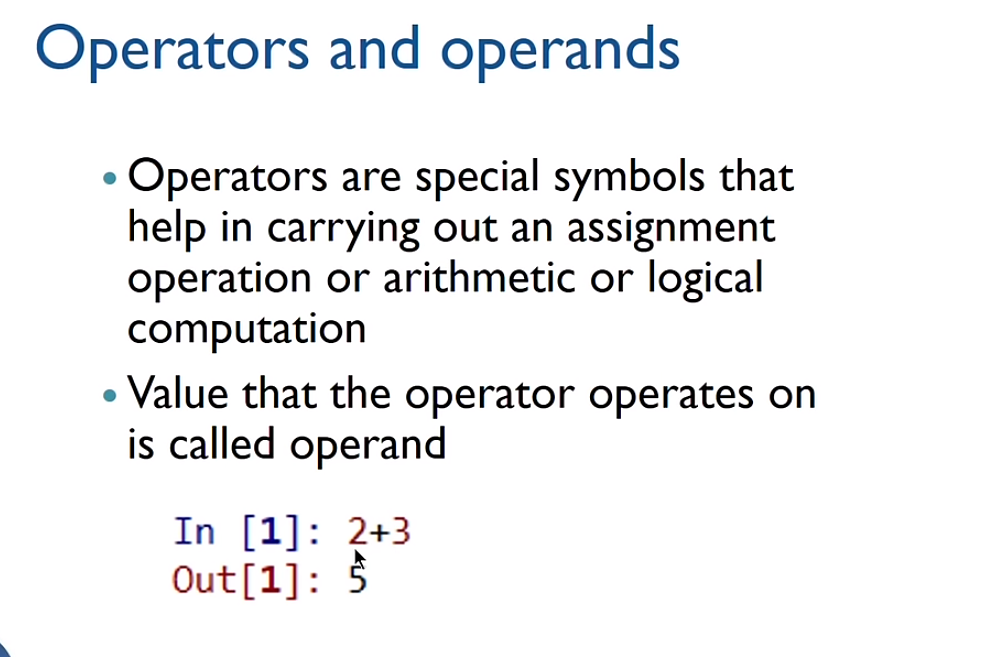 Operators and operands
• Operators are special symbols that
help in carrying out an assignment
operation or arithmetic or logical
computation
• Value that the operator operates on
is called operand
In [1]: 2+3
Out[1]: 5